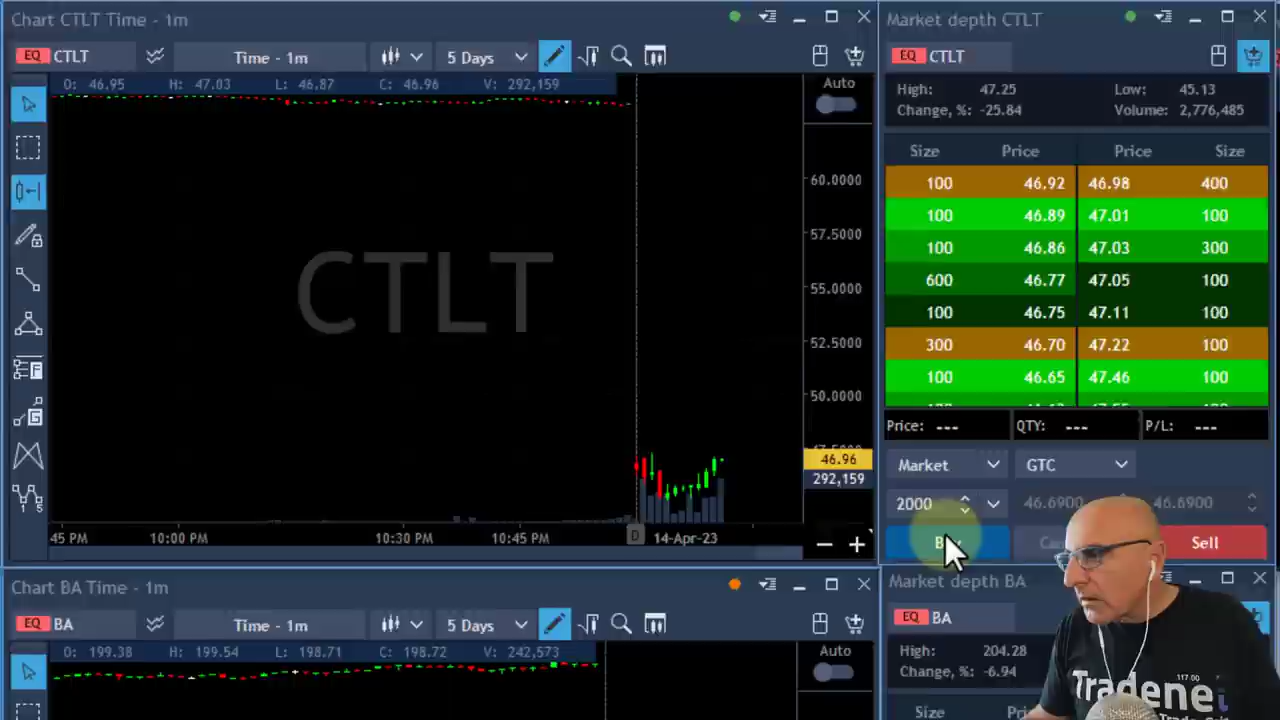 Chart CTLT Time - 1m
EQ CTLT Time - 1m 5 Days
O: 46.95 H: 47.03 L: 46.87 C: 46.96 V: 292,159
Auto
CTLT
60.0000
57.5000
55.0000
52.5000
50.0000
46.96
292,159
F
G
45 PM 10:00 PM 10:30 PM 10:45 PM D 14-Apr-23
Market depth CTLT
EQ CTLT
High: 47.25 Low: 45.13
Change, %: -25.84 Volume: 2,776,485
Size Price Price Size
100 46.92 46.98 400
100 46.89 47.01 100
100 46.86 47.03 300
600 46.77 47.05 100
100 46.75 47.11 100
300 46.70 47.22 100
100 46.65 47.46 100
Price: --- QTY: --- P/L: ---
Market GTC
2000 46.6900 46.6900
Sell
Chart BA Time - 1m
EQ BA Time - 1m 5 Days
O: 199.38 H: 199.54 L: 198.71 C: 198.72 V: 242,573
Auto
Market depth BA
EQ BA
High: 204.28
Change, %: -6.94
Size
117.00